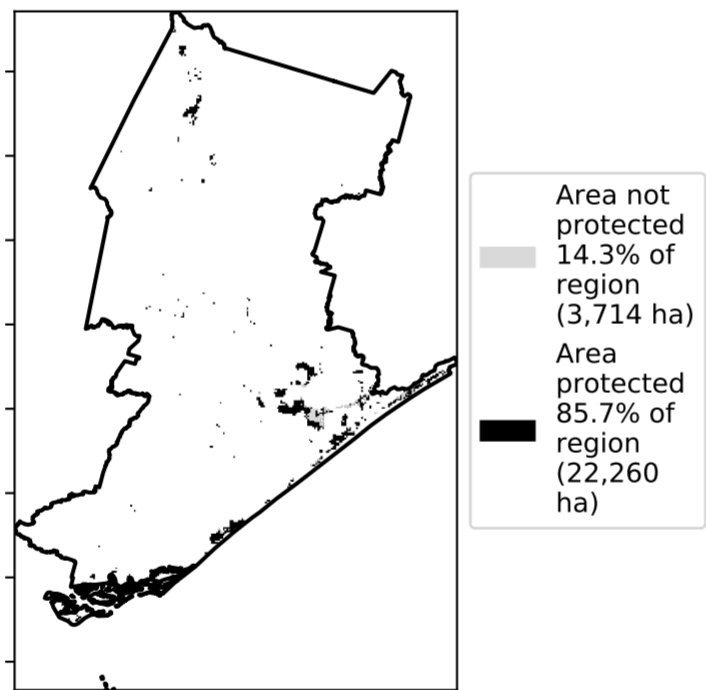 Area not
protected
14.3% of
region
(3,714 ha)
Area
protected
85.7% of
region
(22,260
ha)